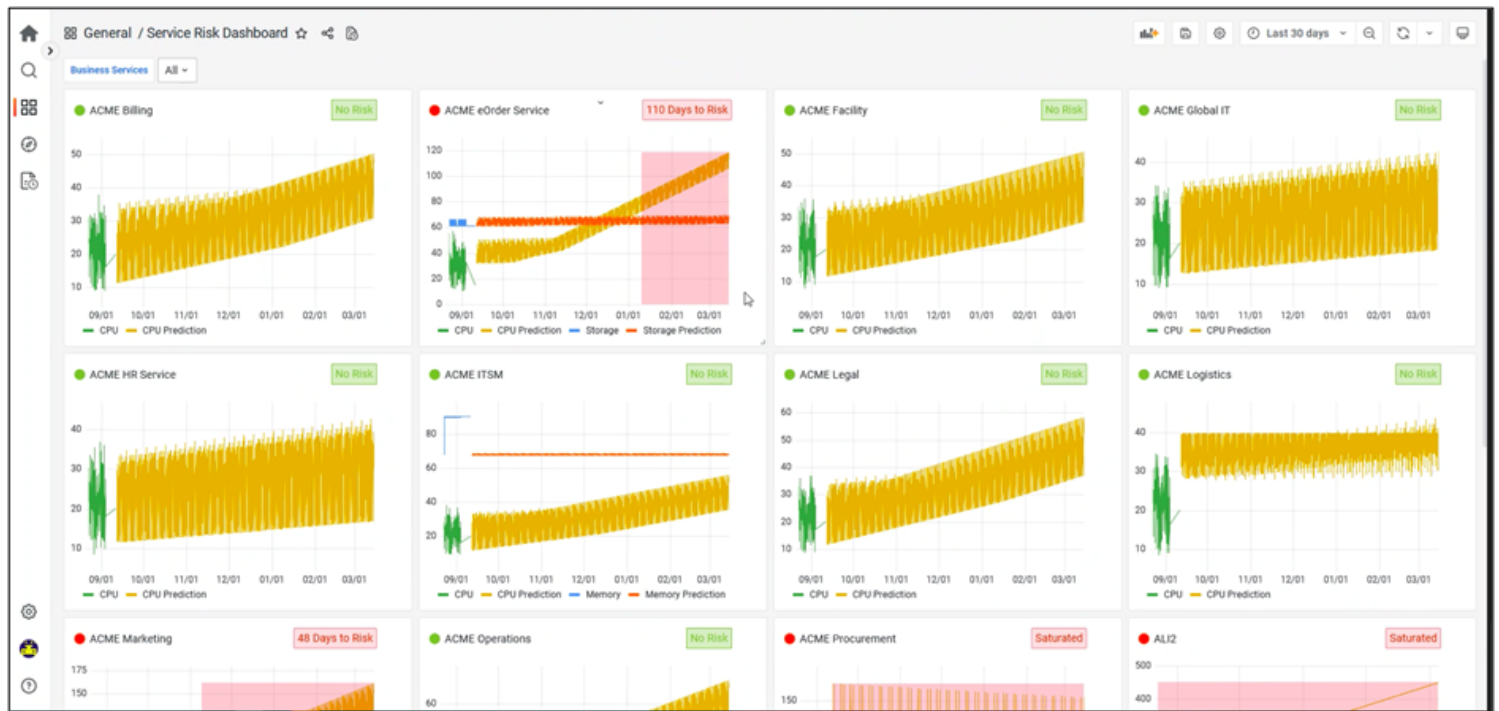 General / Service Risk Dashboard
Last 30 days
Business Services All
ACME Billing No Risk
50
40
30
20
10
09/01 10/01 11/01 12/01 01/01 02/01 03/01
CPU CPU Prediction
ACME eOrder Service 110 Days to Risk
120
100
80
60
40
20
0
09/01 10/01 11/01 12/01 01/01 02/01 03/01
CPU CPU Prediction Storage Storage Prediction
ACME Facility No Risk
50
40
30
20
10
09/01 10/01 11/01 12/01 01/01 02/01 03/01
CPU CPU Prediction
ACME Global IT No Risk
40
30
20
10
09/01 10/01 11/01 12/01 01/01 02/01 03/01
CPU CPU Prediction
ACME HR Service No Risk
40
30
20
10
09/01 10/01 11/01 12/01 01/01 02/01 03/01
CPU CPU Prediction
ACME ITSM No Risk
80
60
40
20
09/01 10/01 11/01 12/01 01/01 02/01 03/01
CPU CPU Prediction Memory Memory Prediction
ACME Legal No Risk
60
50
40
30
20
10
09/01 10/01 11/01 12/01 01/01 02/01 03/01
CPU CPU Prediction
ACME Logistics No Risk
40
30
20
10
09/01 10/01 11/01 12/01 01/01 02/01 03/01
CPU CPU Prediction
ACME Marketing 48 Days to Risk
175
150
ACME Operations No Risk
60
ACME Procurement Saturated
150
ALI2 Saturated
500
400